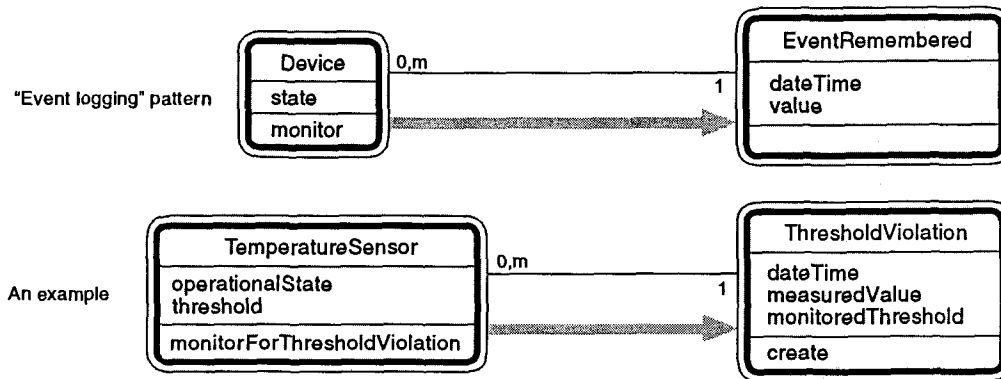 "Event logging" pattern
Device
state
monitor
0,m
1
EventRemembered
dateTime
value
An example
TemperatureSensor
operationalState
threshold
monitorForThresholdViolation
0,m
1
ThresholdViolation
dateTime
measuredValue
monitoredThreshold
create